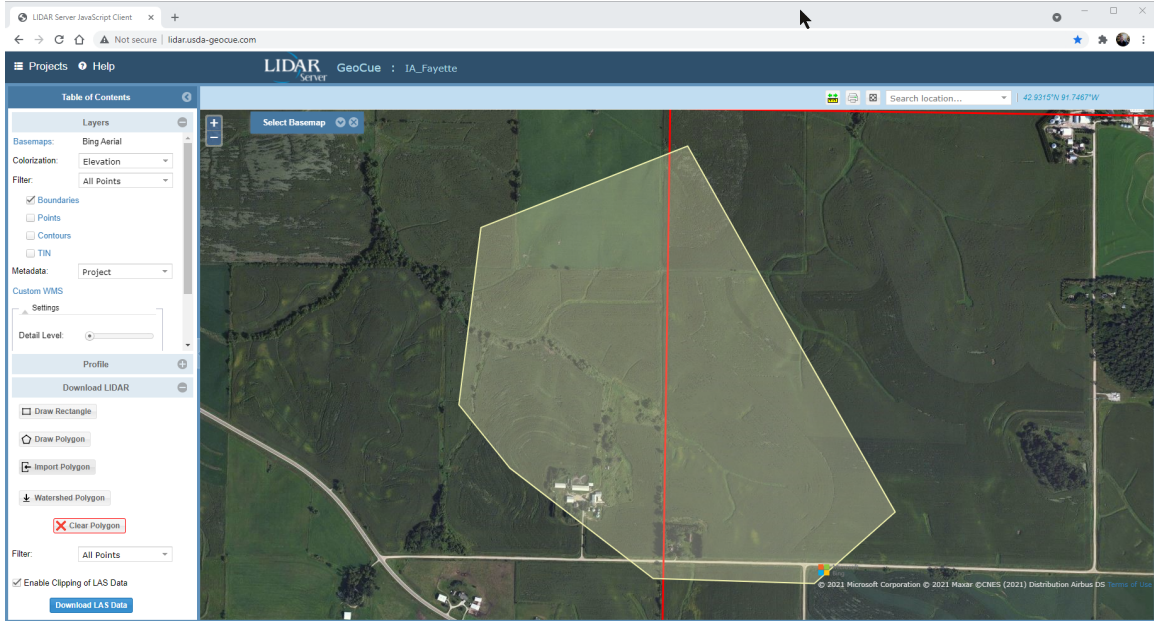 LIDAR Server JavaScript Client
Not secure | lidar.usda-geocue.com
Projects Help LIDAR Server GeoCue : IA_Fayette
Table of Contents
Search location... 42.9315°N 91.7467°W
Layers
Select Basemap
Basemaps: Bing Aerial
Colorization: Elevation
Filter: All Points
Boundaries
Points
Contours
TIN
Metadata: Project
Custom WMS
Settings
Detail Level:
Profile
Download LIDAR
Draw Rectangle
Draw Polygon
Import Polygon
Watershed Polygon
Clear Polygon
Filter: All Points
Enable Clipping of LAS Data
Download LAS Data
© 2021 Microsoft Corporation © 2021 Maxar ©CNES (2021) Distribution Airbus DS Terms of Use